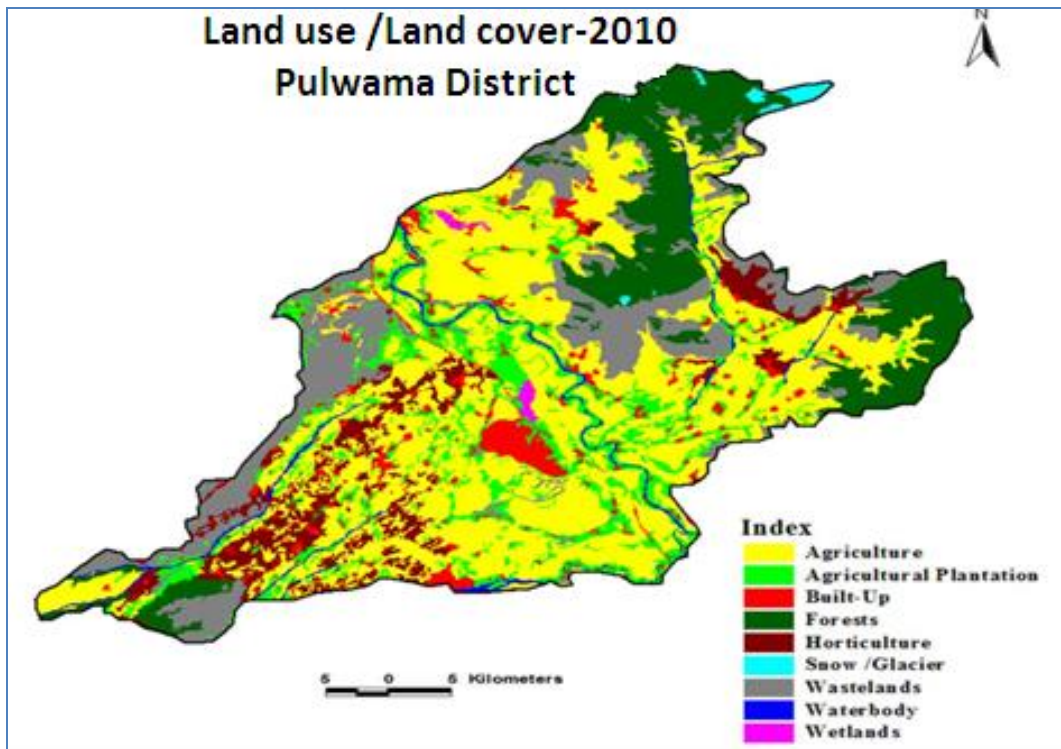 Land use /Land cover-2010
Pulwama District
N
Index
Agriculture
Agricultural Plantation
Built-Up
Forests
Horticulture
Snow /Glacier
Wastelands
Waterbody
Wetlands
5 0 5 Kilometers